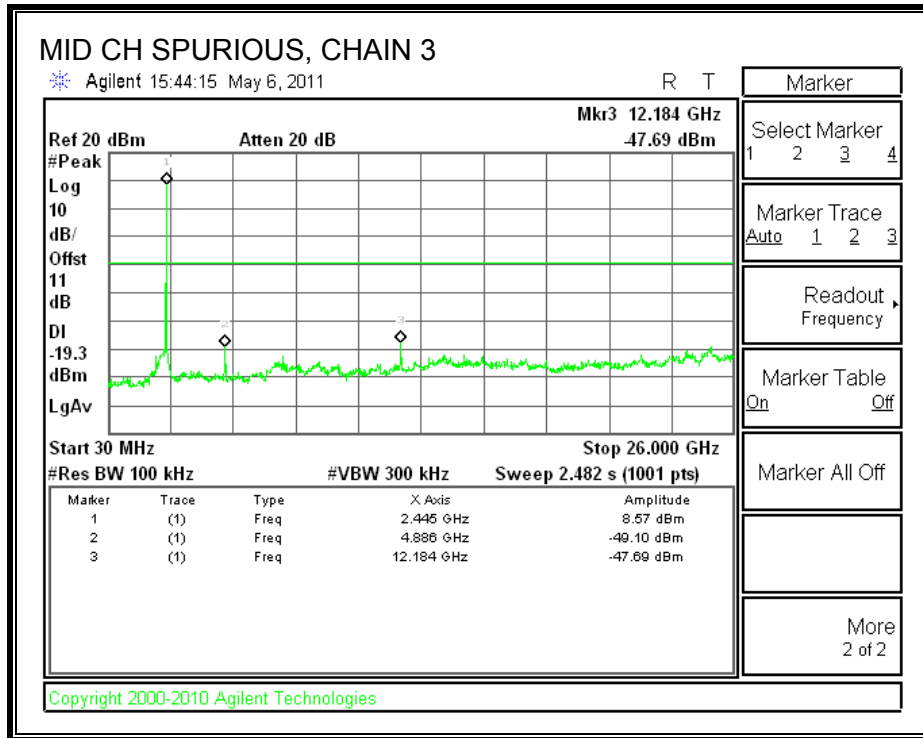 MID CH SPURIOUS, CHAIN 3
Agilent 15:44:15 May 6, 2011 R T
Mkr3 12.184 GHz
Ref 20 dBm Atten 20 dB -47.69 dBm
#Peak
Log
10
dB/
Offst
11
dB
DI
-19.3
dBm
LgAv
1
2
3
Start 30 MHz Stop 26.000 GHz
#Res BW 100 kHz #VBW 300 kHz Sweep 2.482 s (1001 pts)
Marker Trace Type X Axis Amplitude
1 (1) Freq 2.445 GHz 8.57 dBm
2 (1) Freq 4.886 GHz -49.10 dBm
3 (1) Freq 12.184 GHz -47.69 dBm
Marker
Select Marker
1 2 3 4
Marker Trace
Auto 1 2 3
Readout
Frequency
Marker Table
On Off
Marker All Off
More
2 of 2
Copyright 2000-2010 Agilent Technologies